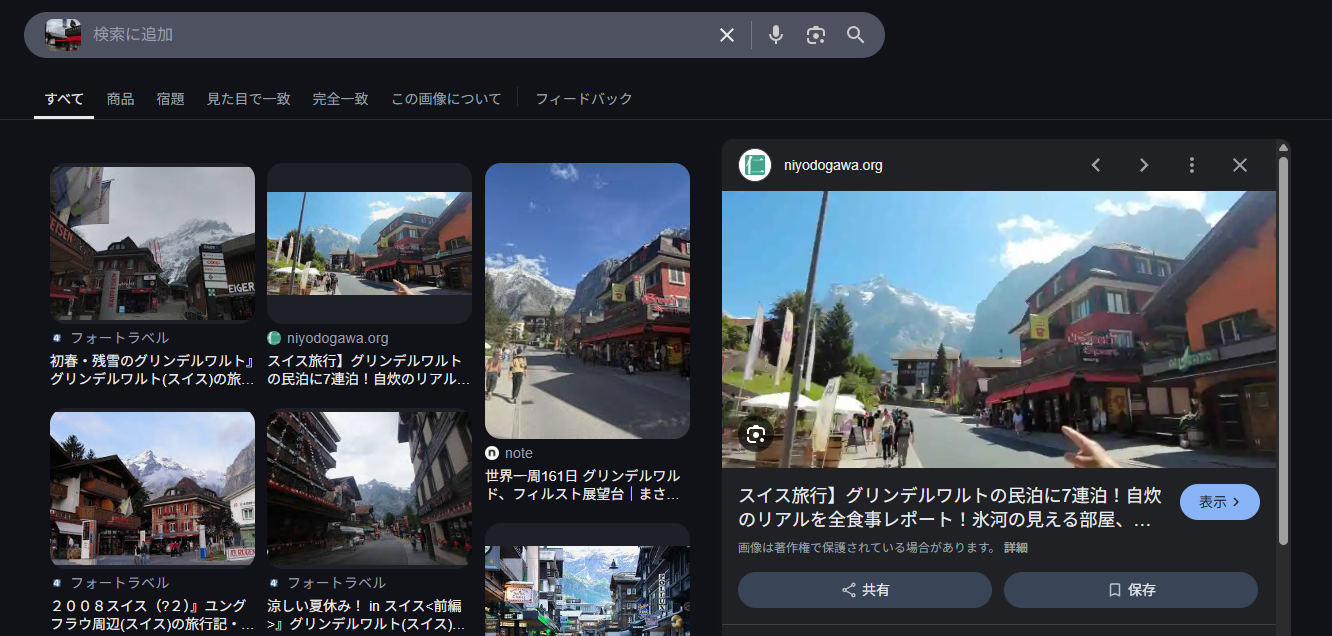 検索に追加
すべて
商品
宿題
見た目で一致
完全一致
この画像について
フィードバック
EIGER
フォートラベル
初春・残雪のグリンデルワルト』
グリンデルワルト(スイス)の旅...
niyodogawa.org
スイス旅行】グリンデルワルト
の民泊に7連泊！自炊のリアル...
note
世界一周161日 グリンデルワル
ド、フィルスト展望台｜まさ...
フォートラベル
２００８スイス（?２）』ユング
フラウ周辺(スイス)の旅行記・...
フォートラベル
涼しい夏休み！ in スイス<前編
>』グリンデルワルト(スイス)...
仁
niyodogawa.org
スイス旅行】グリンデルワルトの民泊に7連泊！自炊
のリアルを全食事レポート！氷河の見える部屋、...
表示
画像は著作権で保護されている場合があります。 詳細
共有
保存